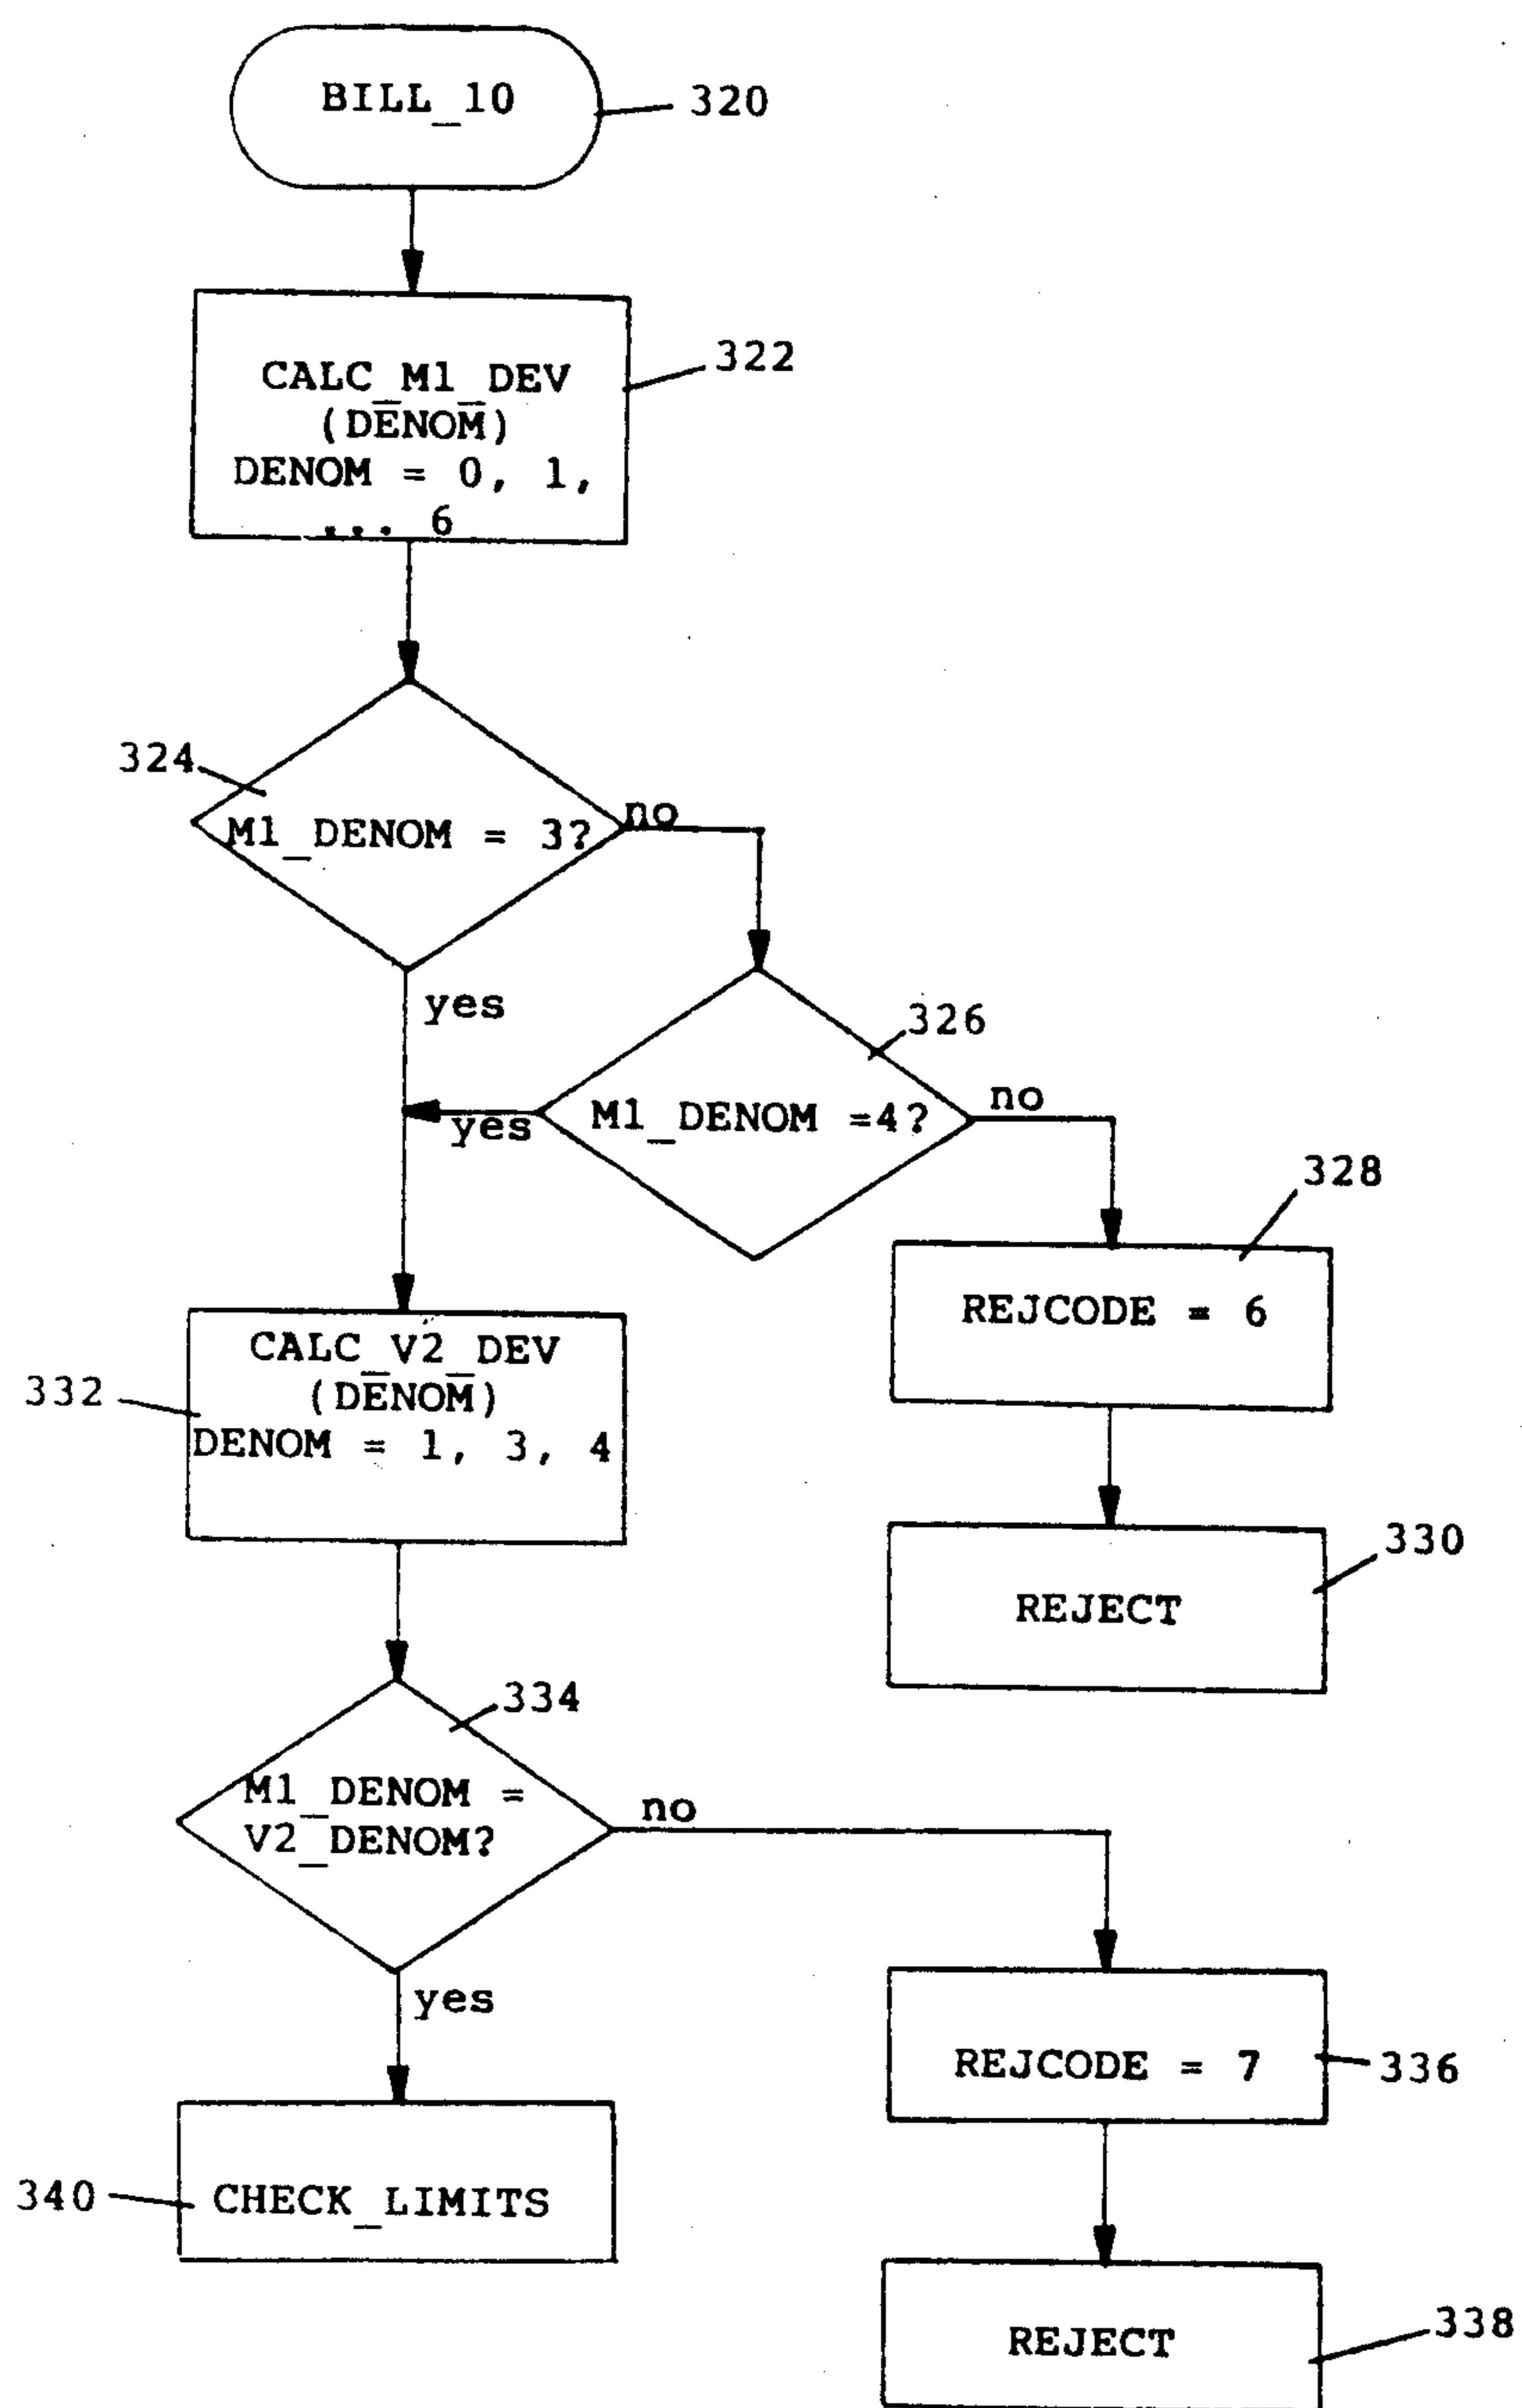 BILL_10
320
322
CALC_M1_DEV
(DENOM)
DENOM = 0, 1,
... 6
324
M1_DENOM = 3?
no
yes
326
M1_DENOM =4?
yes
no
328
REJCODE = 6
332
CALC_V2_DEV
(DENOM)
DENOM = 1, 3, 4
330
REJECT
334
M1_DENOM =
V2_DENOM?
no
yes
REJCODE = 7
336
340
CHECK_LIMITS
REJECT
338